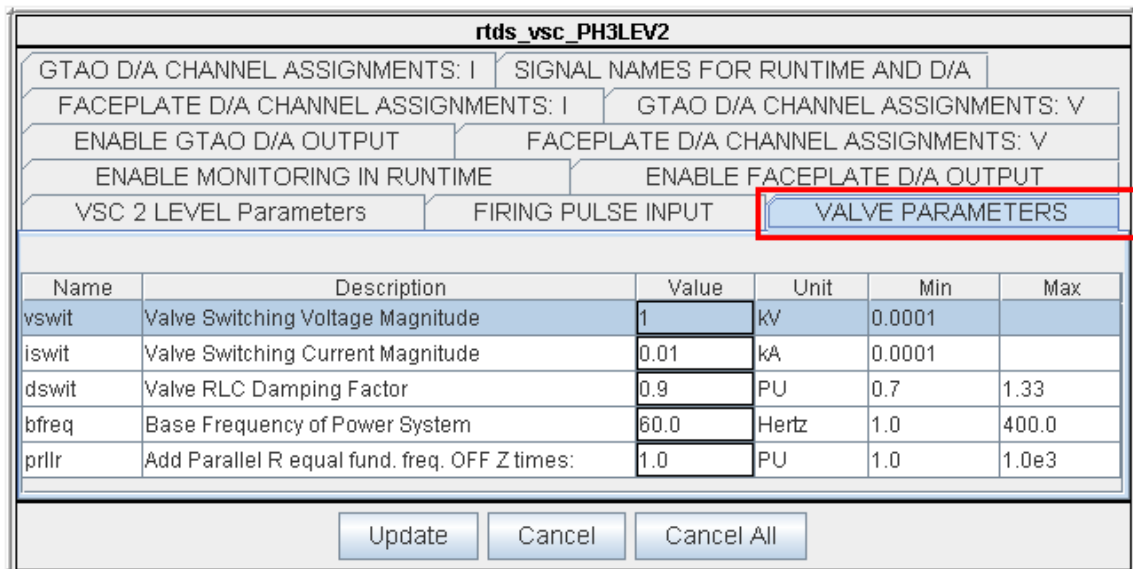 rtds_vsc_PH3LEV2
GTAO D/A CHANNEL ASSIGNMENTS: I SIGNAL NAMES FOR RUNTIME AND D/A
FACEPLATE D/A CHANNEL ASSIGNMENTS: I GTAO D/A CHANNEL ASSIGNMENTS: V
ENABLE GTAO D/A OUTPUT FACEPLATE D/A CHANNEL ASSIGNMENTS: V
ENABLE MONITORING IN RUNTIME ENABLE FACEPLATE D/A OUTPUT
VSC 2 LEVEL Parameters FIRING PULSE INPUT VALVE PARAMETERS
Name Description Value Unit Min Max
vswit Valve Switching Voltage Magnitude 1 kV 0.0001
iswit Valve Switching Current Magnitude 0.01 kA 0.0001
dswit Valve RLC Damping Factor 0.9 PU 0.7 1.33
bfreq Base Frequency of Power System 60.0 Hertz 1.0 400.0
prllr Add Parallel R equal fund. freq. OFF Z times: 1.0 PU 1.0 1.0e3
Update Cancel Cancel All